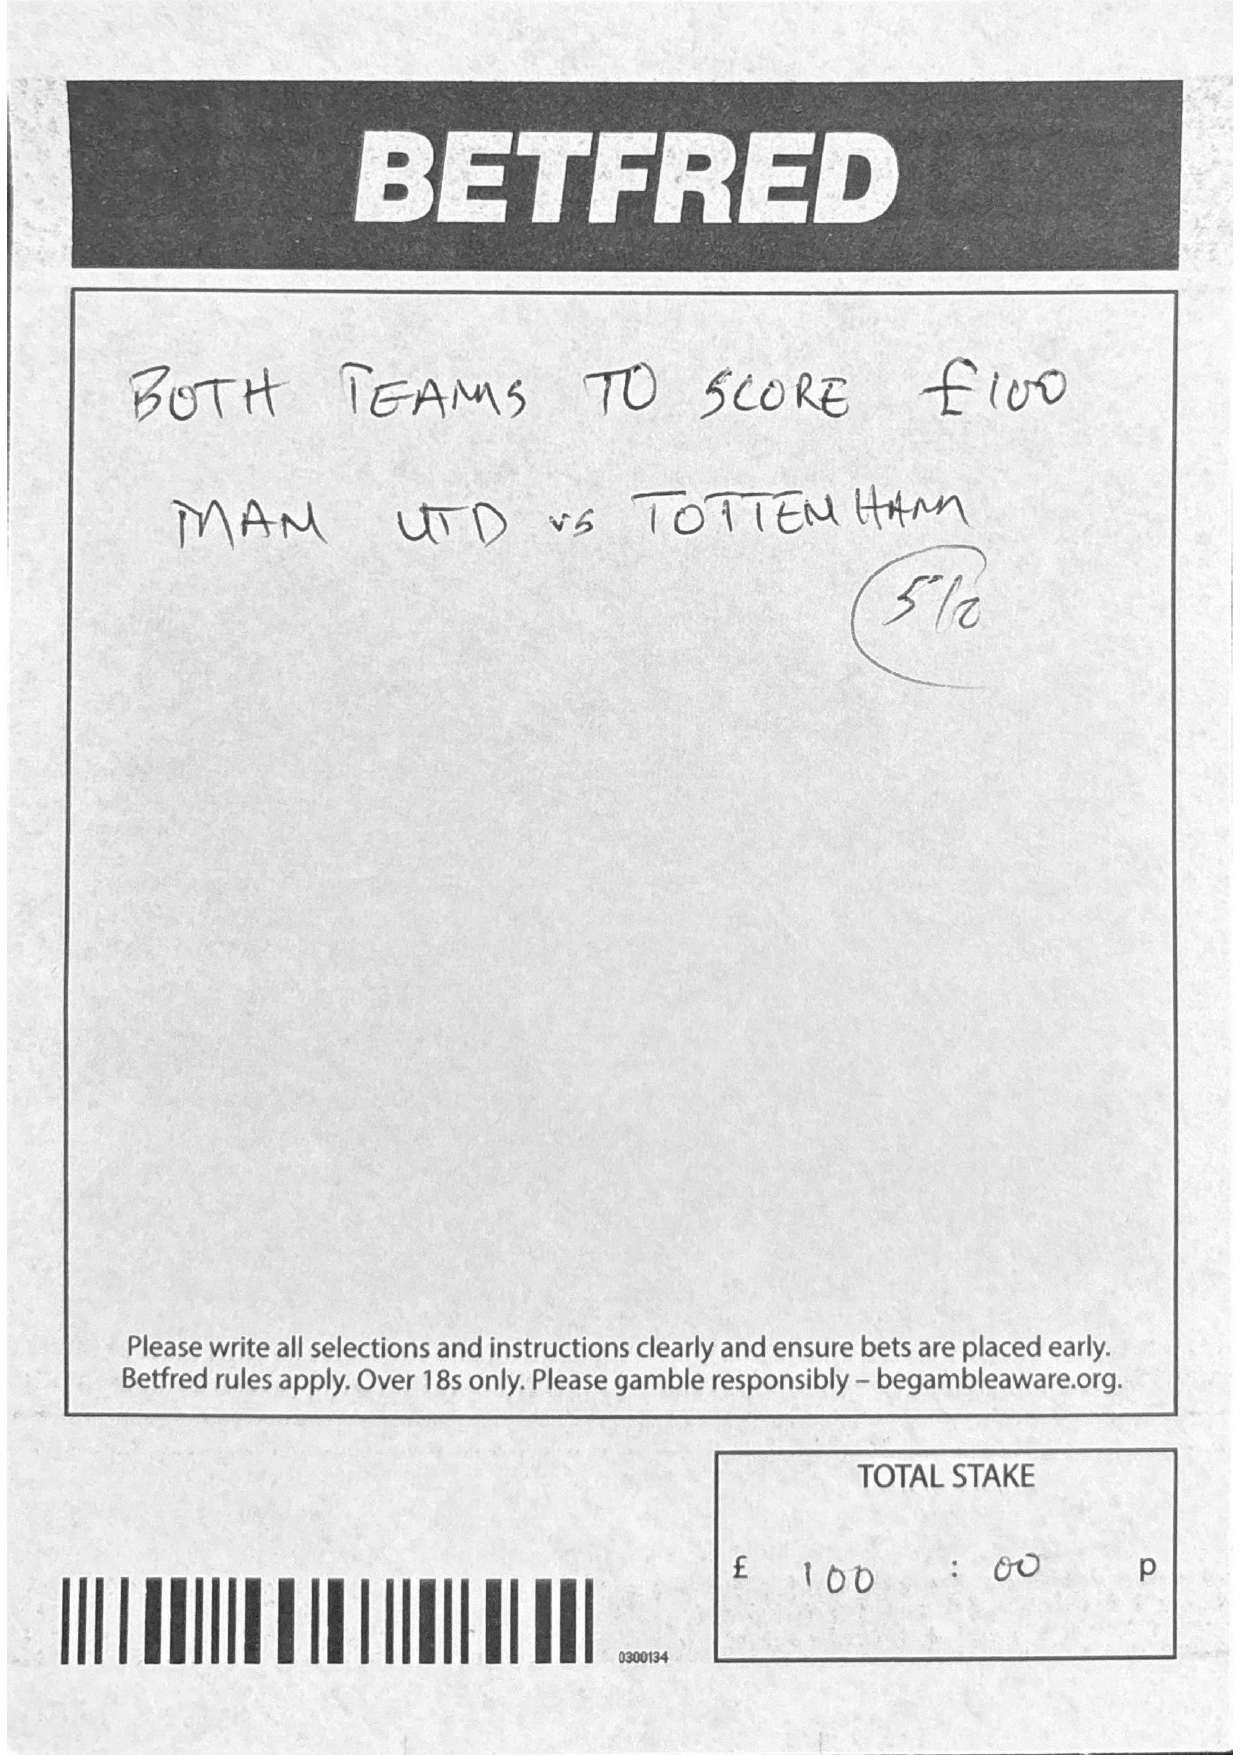 BETFRED
BOTH TEAMS TO SCORE £100
MAN UTD vs TOTTENHAM
5/2
Please write all selections and instructions clearly and ensure bets are placed early.
Betfred rules apply. Over 18s only. Please gamble responsibly – begambleaware.org.
TOTAL STAKE
£ 100 : 00 p
0300134